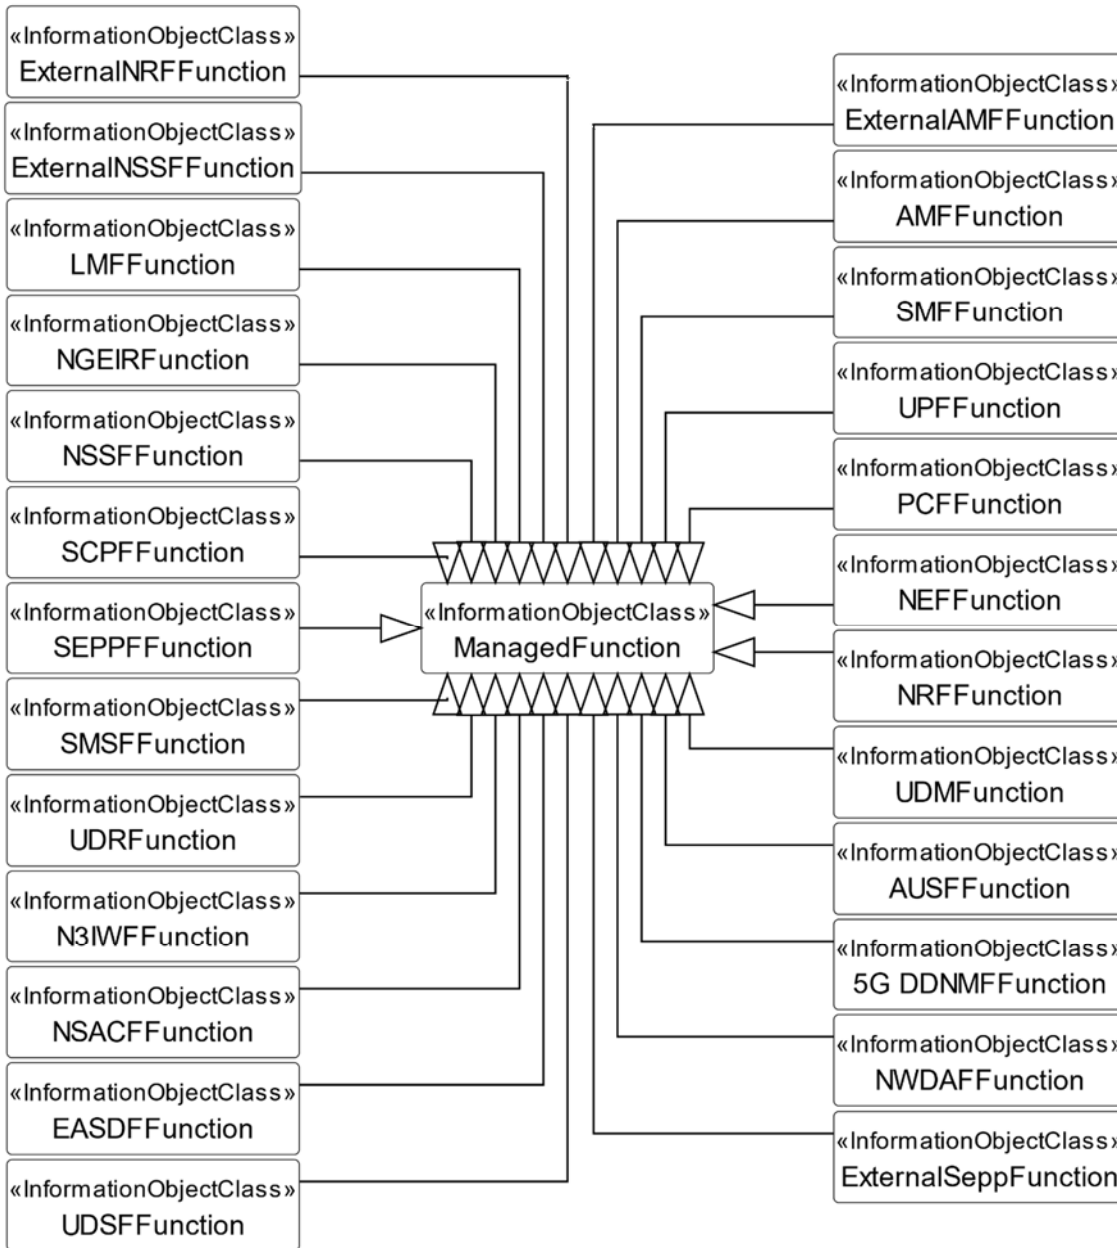 «InformationObjectClass»
ExternalNRFFunction
«InformationObjectClass»
ExternalNSSFFunction
«InformationObjectClass»
LMFFunction
«InformationObjectClass»
NGEIRFunction
«InformationObjectClass»
NSSFFunction
«InformationObjectClass»
SCPFFunction
«InformationObjectClass»
SEPPFFunction
«InformationObjectClass»
SMSFFunction
«InformationObjectClass»
UDRFunction
«InformationObjectClass»
N3IWFFunction
«InformationObjectClass»
NSACFFunction
«InformationObjectClass»
EASDFFunction
«InformationObjectClass»
UDSFFunction
«InformationObjectClass»
ManagedFunction
«InformationObjectClass»
ExternalAMFFunction
«InformationObjectClass»
AMFFunction
«InformationObjectClass»
SMFFunction
«InformationObjectClass»
UPFFunction
«InformationObjectClass»
PCFFunction
«InformationObjectClass»
NEFFunction
«InformationObjectClass»
NRFFunction
«InformationObjectClass»
UDMFunction
«InformationObjectClass»
AUSFFunction
«InformationObjectClass»
5G DDNMFFunction
«InformationObjectClass»
NWDAFFunction
«InformationObjectClass»
ExternalSeppFunction